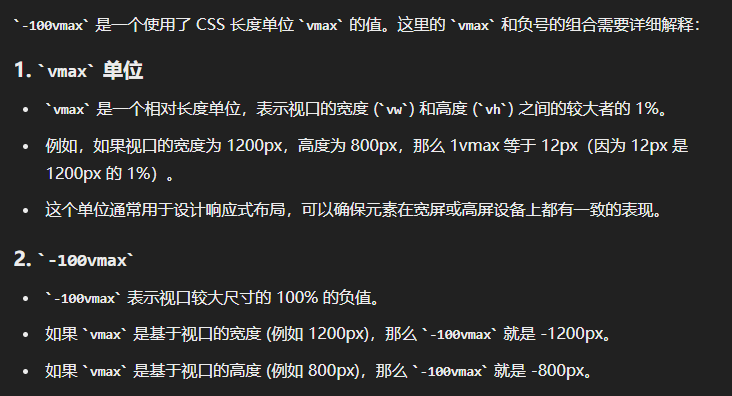 `-100vmax` 是一个使用了 CSS 长度单位 `vmax` 的值。这里的 `vmax` 和负号的组合需要详细解释：
1. `vmax` 单位
• `vmax` 是一个相对长度单位，表示视口的宽度 (`vw`) 和高度 (`vh`) 之间的较大者的 1%。
• 例如，如果视口的宽度为 1200px，高度为 800px，那么 1vmax 等于 12px（因为 12px 是
1200px 的 1%）。
• 这个单位通常用于设计响应式布局，可以确保元素在宽屏或高屏设备上都有一致的表现。
2. `-100vmax`
• `-100vmax` 表示视口较大尺寸的 100% 的负值。
• 如果 `vmax` 是基于视口的宽度 (例如 1200px)，那么 `-100vmax` 就是 -1200px。
• 如果 `vmax` 是基于视口的高度 (例如 800px)，那么 `-100vmax` 就是 -800px。